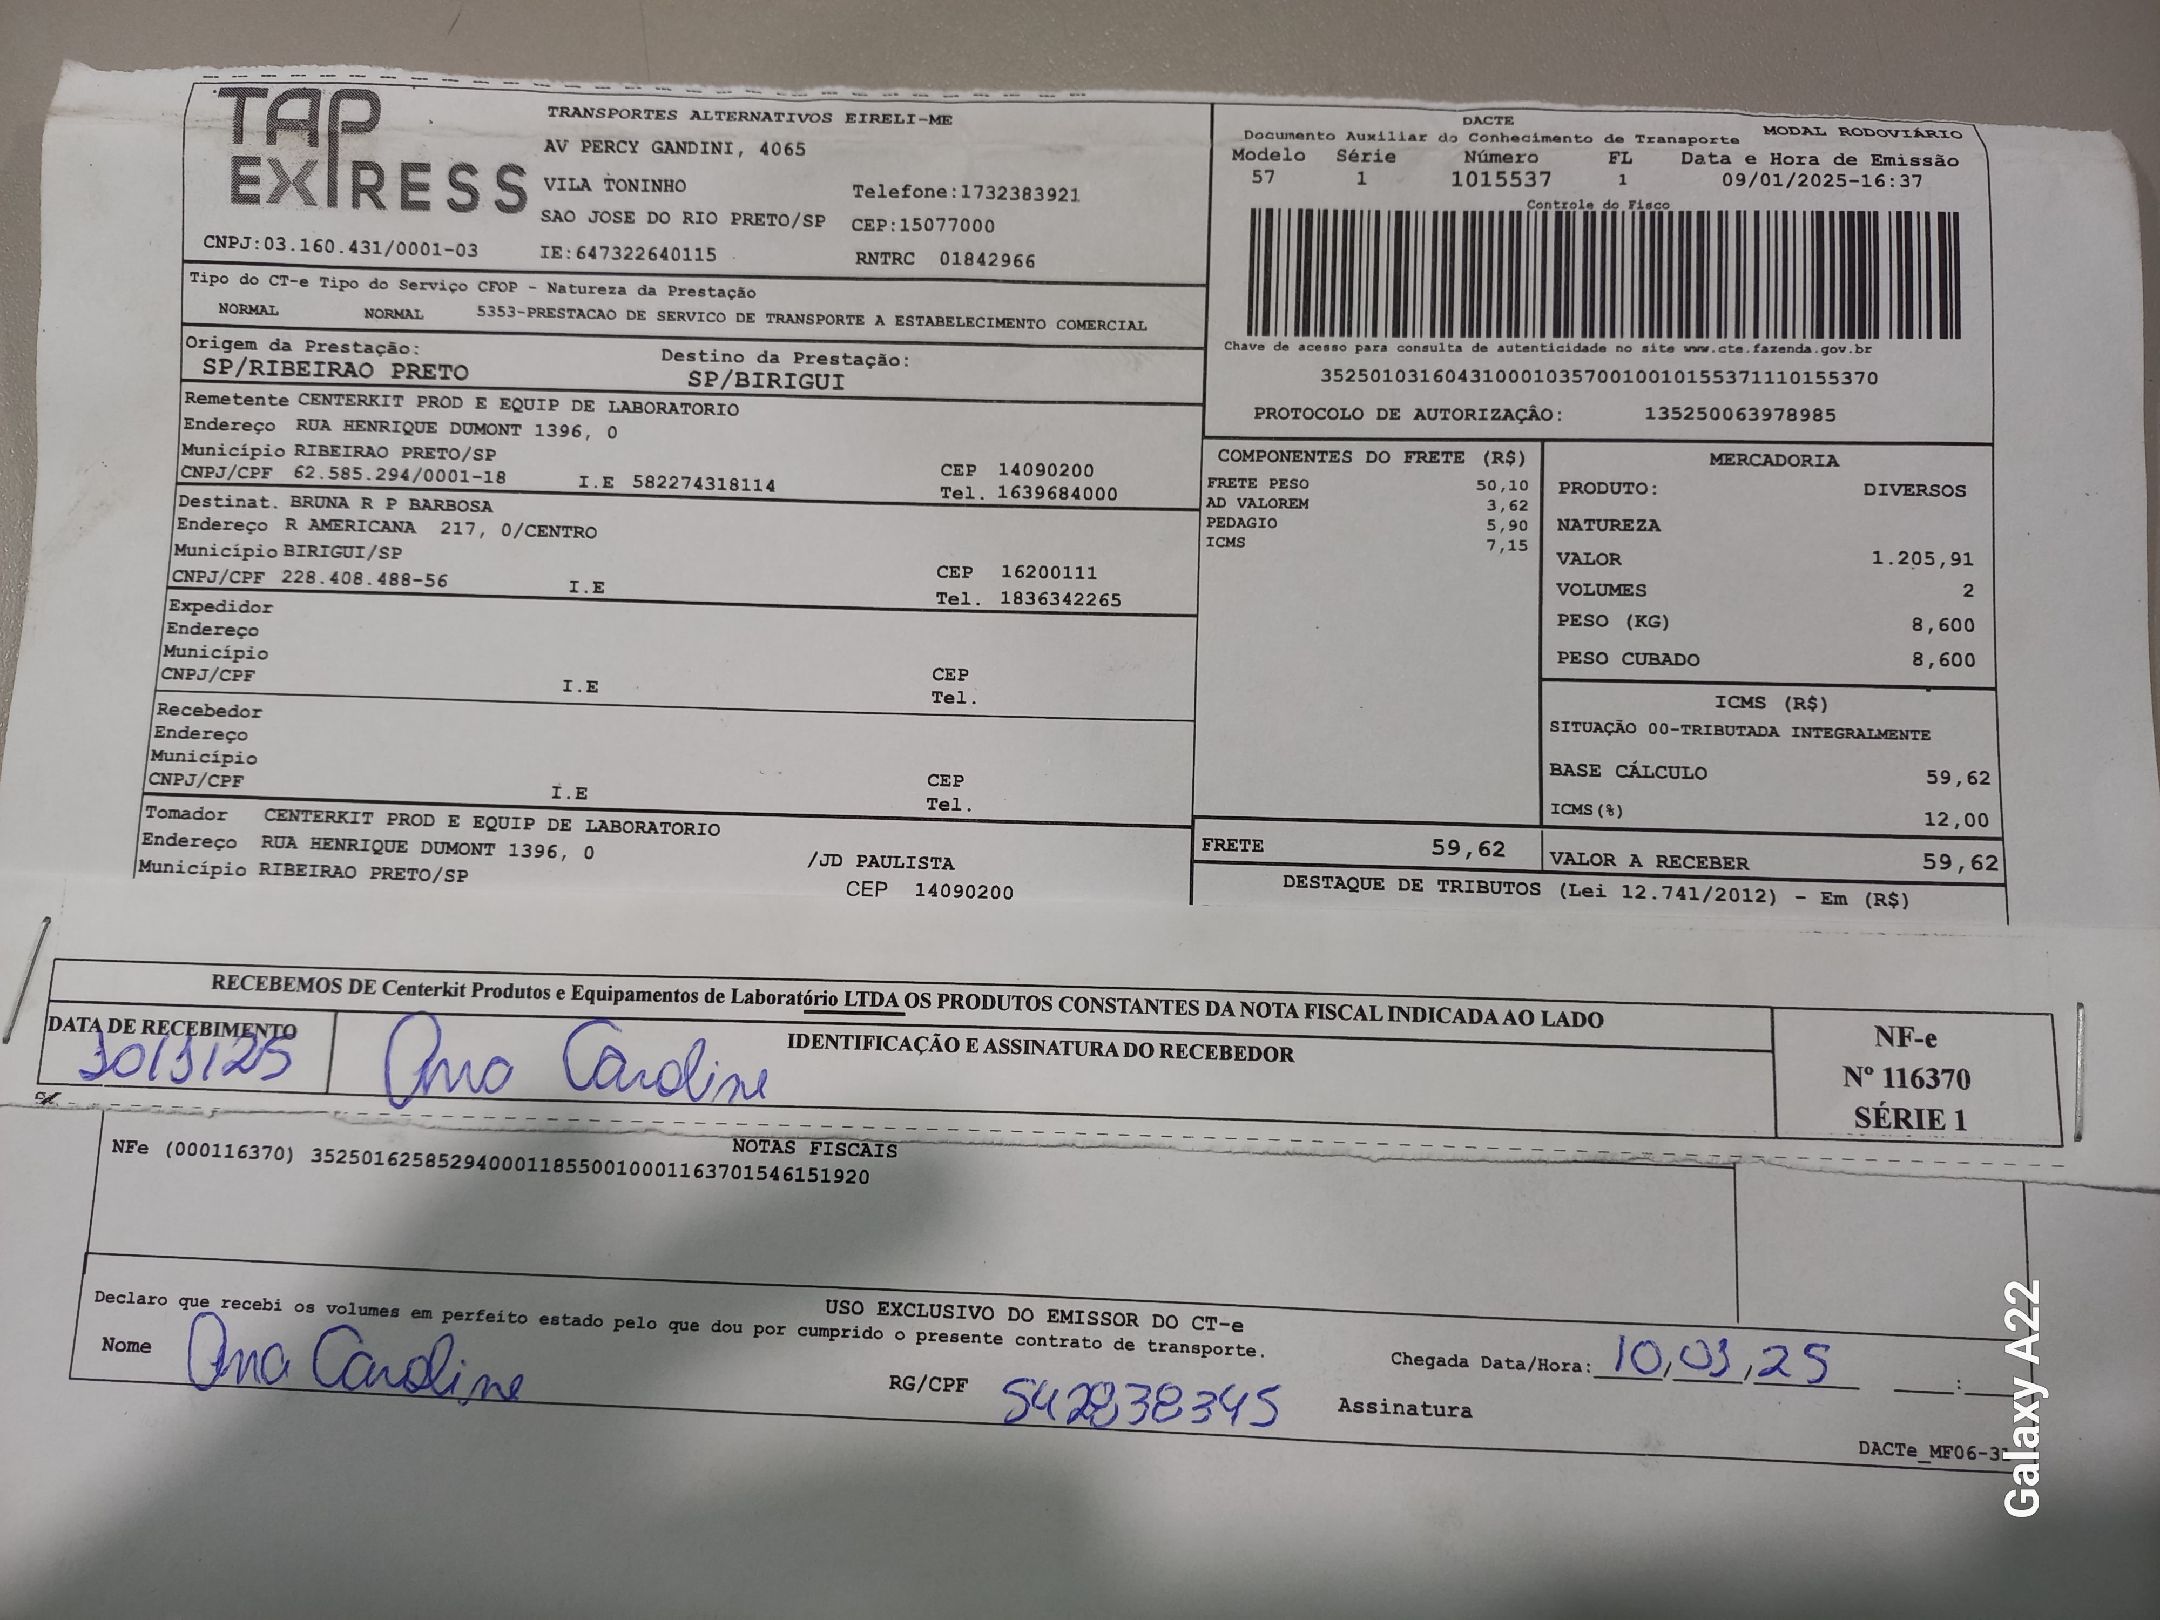 TAP
EXPRESS
TRANSPORTES ALTERNATIVOS EIRELI-ME
AV PERCY GANDINI, 4065
VILA TONINHO Telefone:1732383921
SAO JOSE DO RIO PRETO/SP CEP:15077000
CNPJ:03.160.431/0001-03 IE:647322640115 RNTRC 01842966
DACTE
Documento Auxiliar do Conhecimento de Transporte MODAL RODOVIÁRIO
Modelo Série Número FL Data e Hora de Emissão
57 1 1015537 1 09/01/2025-16:37
Controle do Fisco
Chave de acesso para consulta de autenticidade no site www.cte.fazenda.gov.br
35250103160431000103570010010155371110155370
PROTOCOLO DE AUTORIZAÇÃO: 135250063978985
Tipo do CT-e Tipo do Serviço CFOP - Natureza da Prestação
NORMAL NORMAL 5353-PRESTACAO DE SERVICO DE TRANSPORTE A ESTABELECIMENTO COMERCIAL
Origem da Prestação: Destino da Prestação:
SP/RIBEIRAO PRETO SP/BIRIGUI
Remetente CENTERKIT PROD E EQUIP DE LABORATORIO
Endereço RUA HENRIQUE DUMONT 1396, 0
Município RIBEIRAO PRETO/SP CEP 14090200
CNPJ/CPF 62.585.294/0001-18 I.E 582274318114 Tel. 1639684000
Destinat. BRUNA R P BARBOSA
Endereço R AMERICANA 217, 0/CENTRO
Município BIRIGUI/SP CEP 16200111
CNPJ/CPF 228.408.488-56 I.E Tel. 1836342265
Expedidor
Endereço
Município CEP
CNPJ/CPF I.E Tel.
Recebedor
Endereço
Município CEP
CNPJ/CPF I.E Tel.
Tomador CENTERKIT PROD E EQUIP DE LABORATORIO
Endereço RUA HENRIQUE DUMONT 1396, 0 /JD PAULISTA
Município RIBEIRAO PRETO/SP CEP 14090200
COMPONENTES DO FRETE (R$)
FRETE PESO 50,10
AD VALOREM 3,62
PEDAGIO 5,90
ICMS 7,15
FRETE 59,62
MERCADORIA
PRODUTO: DIVERSOS
NATUREZA
VALOR 1.205,91
VOLUMES 2
PESO (KG) 8,600
PESO CUBADO 8,600
ICMS (R$)
SITUAÇÃO 00-TRIBUTADA INTEGRALMENTE
BASE CÁLCULO 59,62
ICMS(%) 12,00
VALOR A RECEBER 59,62
DESTAQUE DE TRIBUTOS (Lei 12.741/2012) - Em (R$)
RECEBEMOS DE Centerkit Produtos e Equipamentos de Laboratório LTDA OS PRODUTOS CONSTANTES DA NOTA FISCAL INDICADA AO LADO
DATA DE RECEBIMENTO IDENTIFICAÇÃO E ASSINATURA DO RECEBEDOR
Ana Caroline
NF-e
Nº 116370
SÉRIE 1
NOTAS FISCAIS
NFe (000116370) 35250162585294000118550010001163701546151920
USO EXCLUSIVO DO EMISSOR DO CT-e
Declaro que recebi os volumes em perfeito estado pelo que dou por cumprido o presente contrato de transporte.
Nome Ana Caroline RG/CPF 542838345 Assinatura
Chegada Data/Hora: 10,01,25 :
DACTe_MF06-3
Galaxy A22